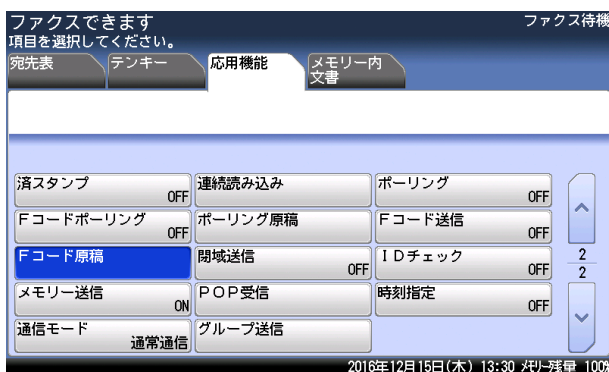 ファクスできます
ファクス待機
項目を選択してください。
宛先表
テンキー
応用機能
メモリー内
文書
済スタンプ
OFF
連続読み込み
ポーリング
OFF
Fコードポーリング
OFF
ポーリング原稿
Fコード送信
OFF
Fコード原稿
閉域送信
OFF
IDチェック
OFF
2
2
メモリー送信
ON
POP受信
時刻指定
OFF
通信モード
通常通信
グループ送信
2016年12月15日(木) 13:30 メモリー残量 100%